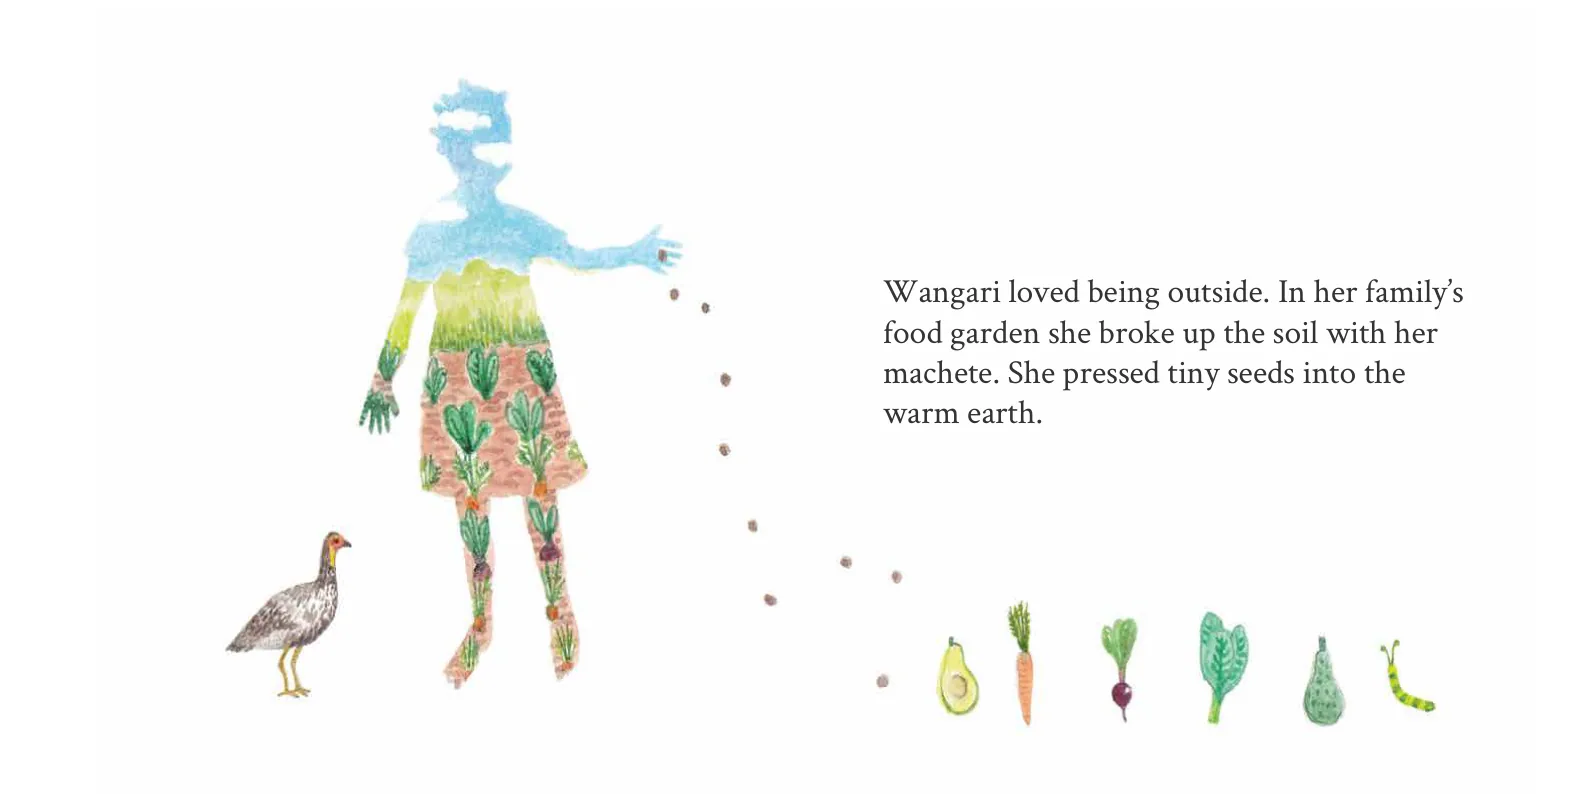 Wangari loved being outside. In her family’s
food garden she broke up the soil with her
machete. She pressed tiny seeds into the
warm earth.